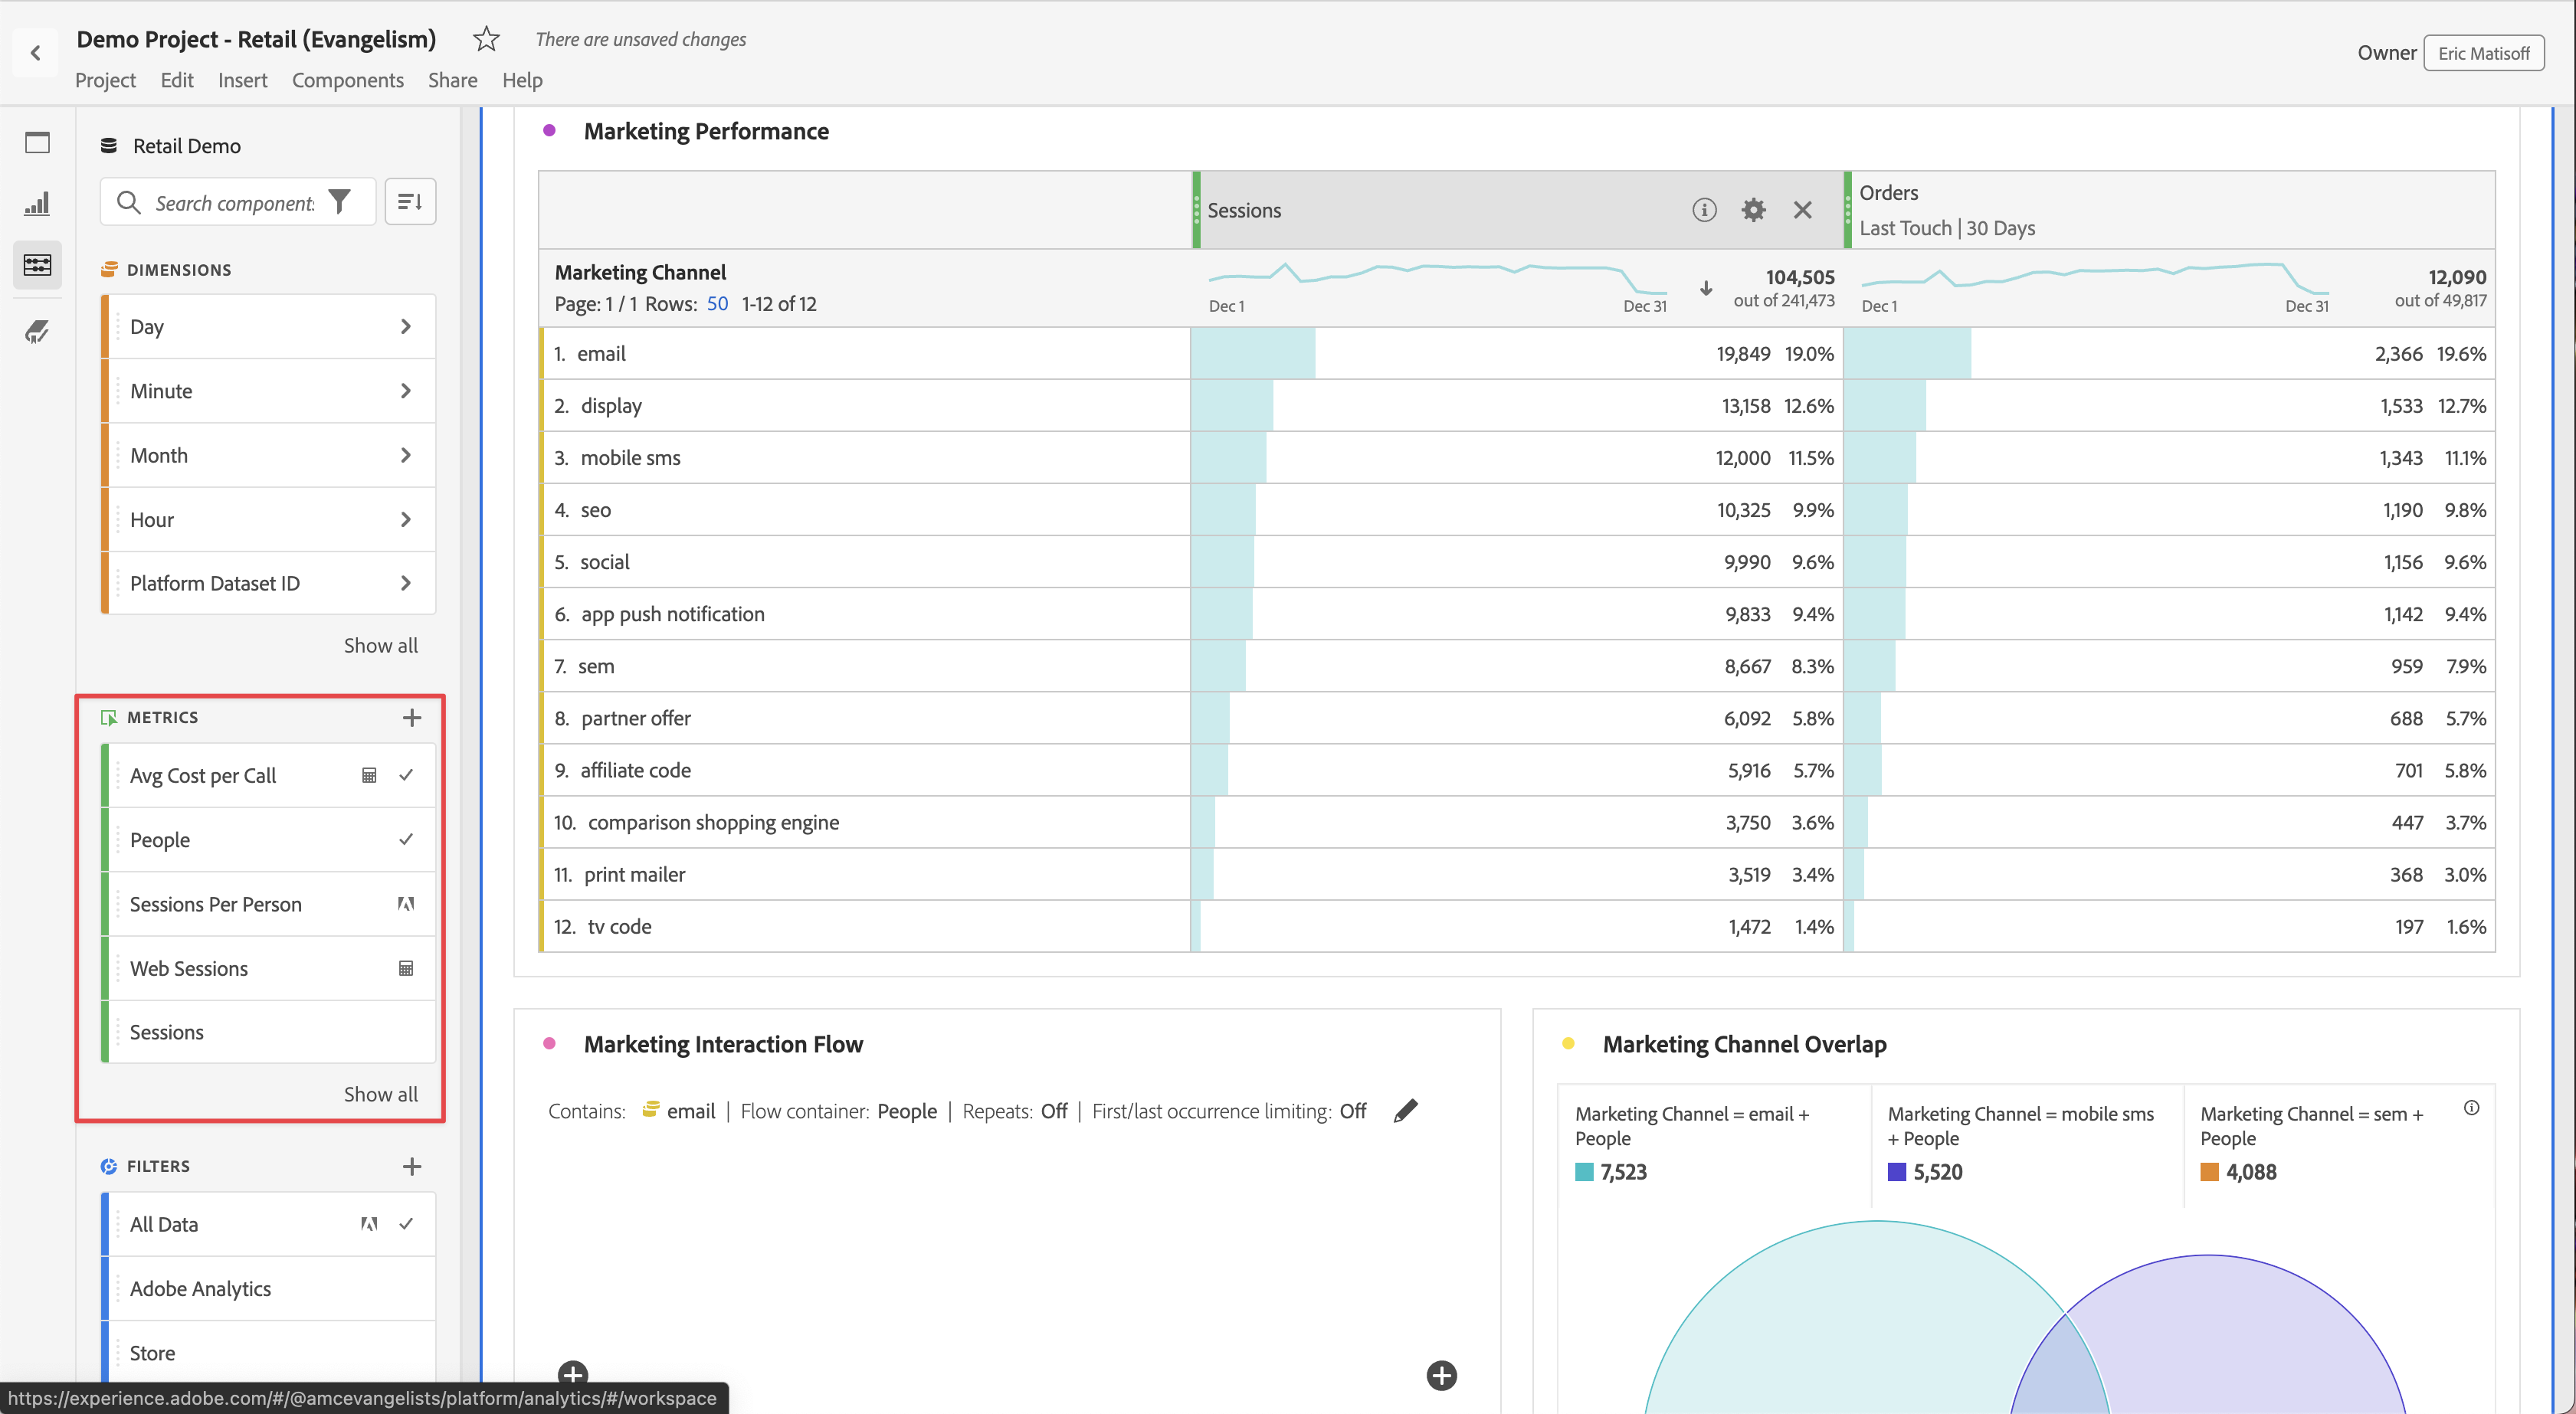 Demo Project - Retail (Evangelism)
There are unsaved changes
Owner Eric Matisoff
Project Edit Insert Components Share Help
Retail Demo
Search component:
DIMENSIONS
Day
Minute
Month
Hour
Platform Dataset ID
Show all
METRICS
Avg Cost per Call
People
Sessions Per Person
Web Sessions
Sessions
Show all
FILTERS
All Data
Adobe Analytics
Store
https://experience.adobe.com/#/@amcevangelists/platform/analytics/#/workspace
Marketing Performance
Sessions
Orders
Last Touch | 30 Days
Marketing Channel
Page: 1 / 1 Rows: 50 1-12 of 12
Dec 1 Dec 31
104,505
out of 241,473
Dec 1 Dec 31
12,090
out of 49,817
1. email 19,849 19.0% 2,366 19.6%
2. display 13,158 12.6% 1,533 12.7%
3. mobile sms 12,000 11.5% 1,343 11.1%
4. seo 10,325 9.9% 1,190 9.8%
5. social 9,990 9.6% 1,156 9.6%
6. app push notification 9,833 9.4% 1,142 9.4%
7. sem 8,667 8.3% 959 7.9%
8. partner offer 6,092 5.8% 688 5.7%
9. affiliate code 5,916 5.7% 701 5.8%
10. comparison shopping engine 3,750 3.6% 447 3.7%
11. print mailer 3,519 3.4% 368 3.0%
12. tv code 1,472 1.4% 197 1.6%
Marketing Interaction Flow
Contains: email | Flow container: People | Repeats: Off | First/last occurrence limiting: Off
Marketing Channel Overlap
Marketing Channel = email +
People
7,523
Marketing Channel = mobile sms
+ People
5,520
Marketing Channel = sem +
People
4,088